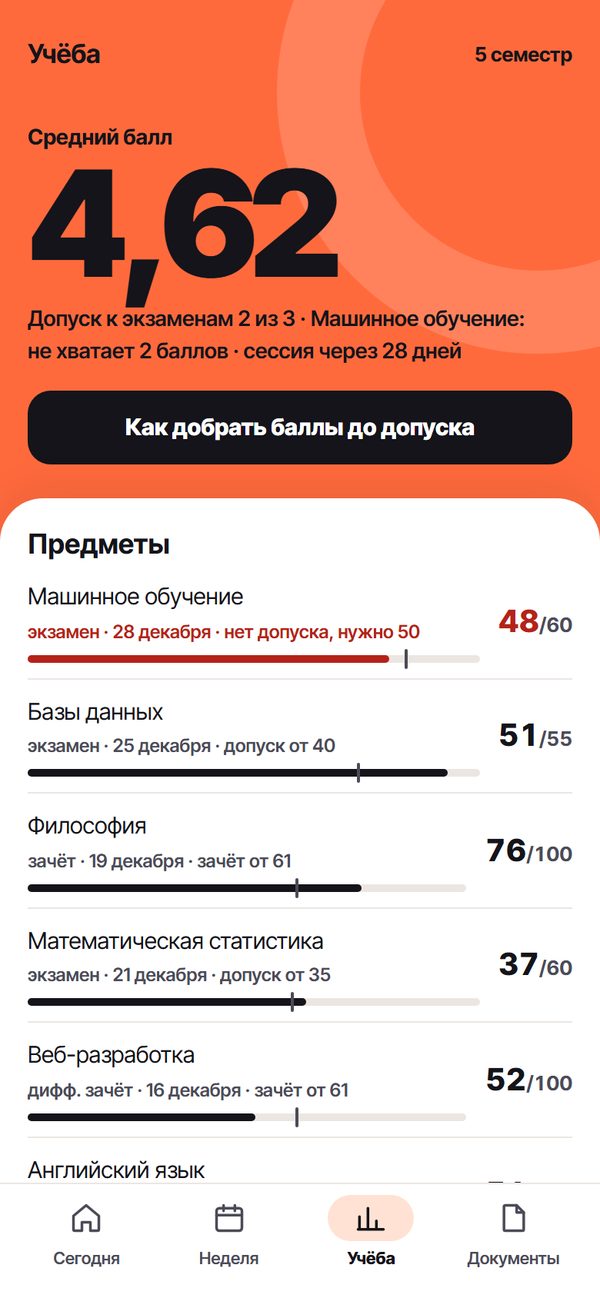 Учёба
5 семестр
Средний балл
4,62
Допуск к экзаменам 2 из 3 · Машинное обучение:
не хватает 2 баллов · сессия через 28 дней
Как добрать баллы до допуска
Предметы
Машинное обучение
экзамен · 28 декабря · нет допуска, нужно 50
48/60
Базы данных
экзамен · 25 декабря · допуск от 40
51/55
Философия
зачёт · 19 декабря · зачёт от 61
76/100
Математическая статистика
экзамен · 21 декабря · допуск от 35
37/60
Веб-разработка
дифф. зачёт · 16 декабря · зачёт от 61
52/100
Английский язык
Сегодня
Неделя
Учёба
Документы